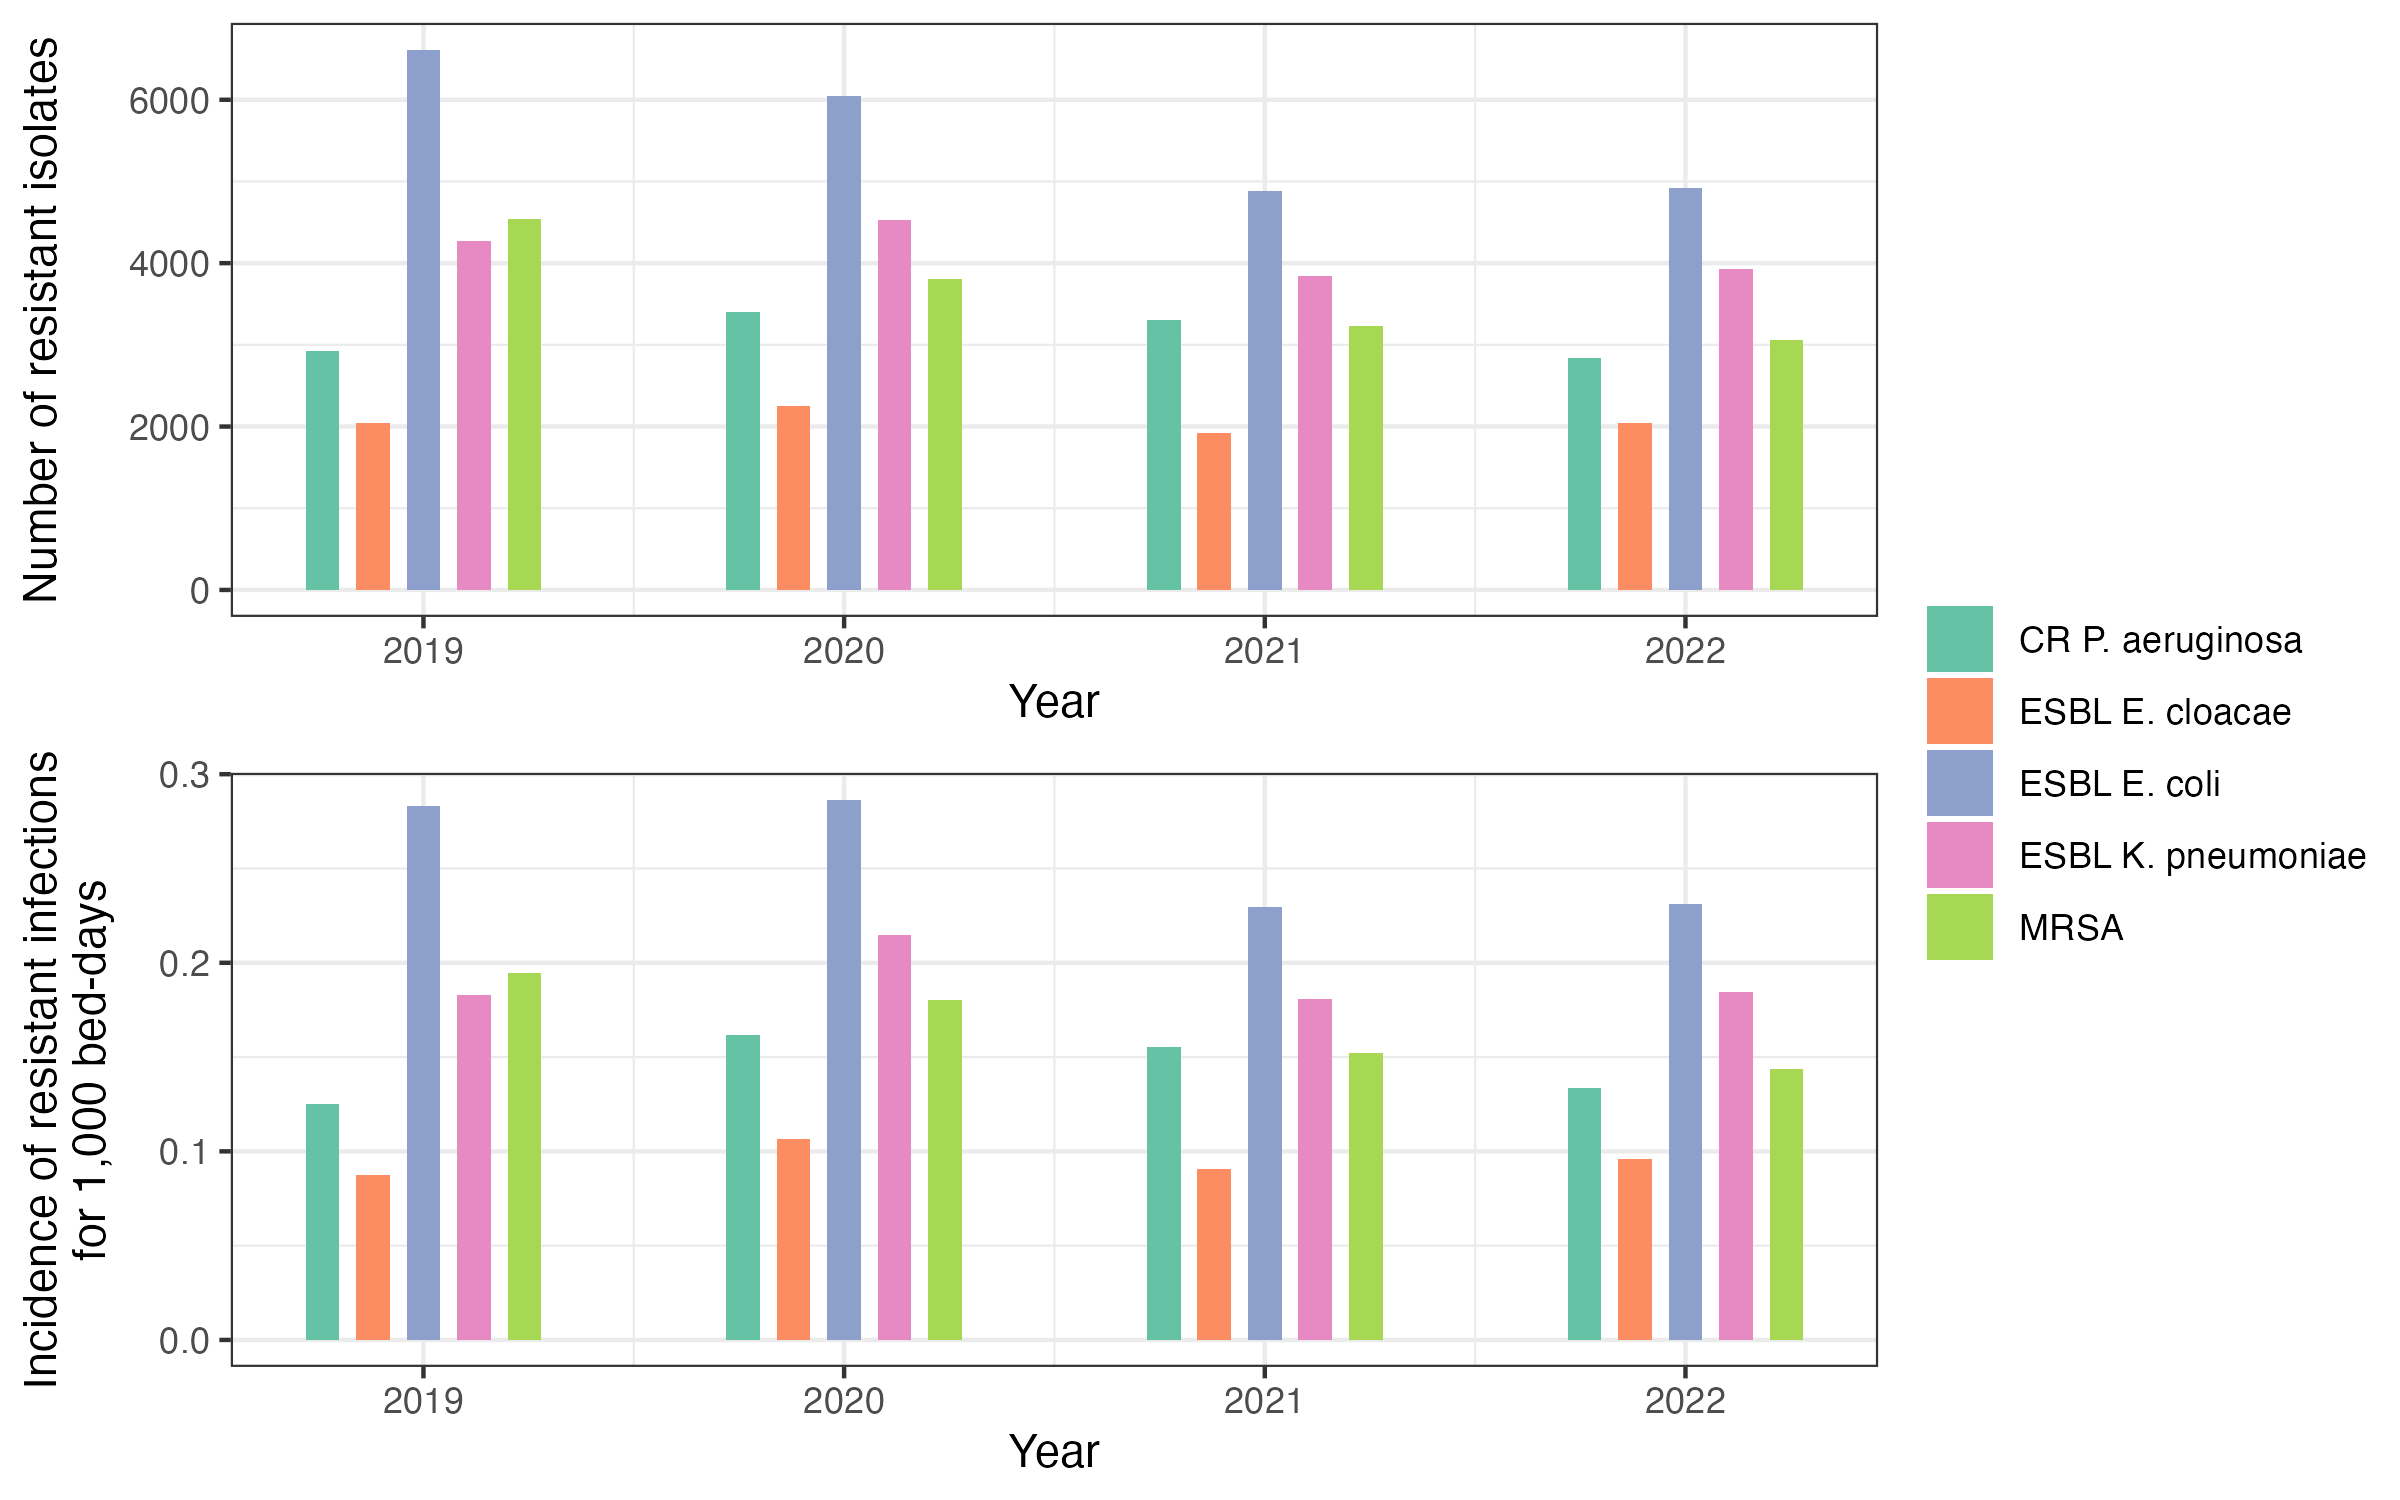 Number of resistant isolates
6000
4000
2000
0
2019 2020 2021 2022
Year
Incidence of resistant infections
for 1,000 bed-days
0.3
0.2
0.1
0.0
2019 2020 2021 2022
Year
CR P. aeruginosa
ESBL E. cloacae
ESBL E. coli
ESBL K. pneumoniae
MRSA